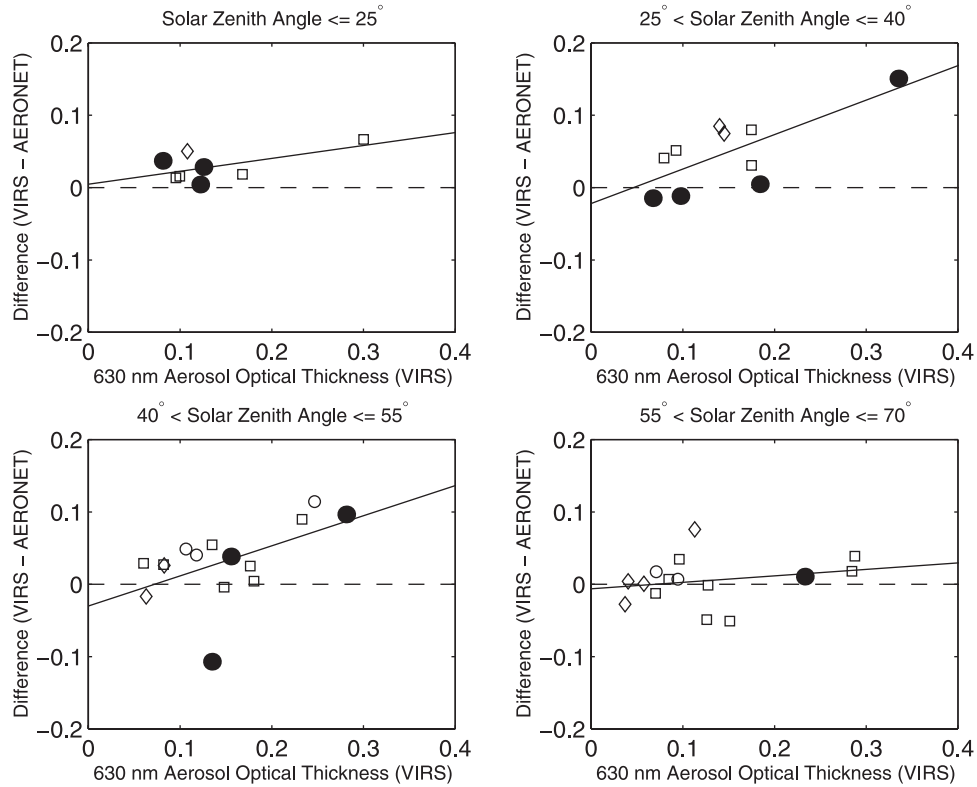 Solar Zenith Angle <= 25°
0.2
0.1
0
−0.1
−0.2
Difference (VIRS − AERONET)
0 0.1 0.2 0.3 0.4
630 nm Aerosol Optical Thickness (VIRS)
25° < Solar Zenith Angle <= 40°
0.2
0.1
0
−0.1
−0.2
Difference (VIRS − AERONET)
0 0.1 0.2 0.3 0.4
630 nm Aerosol Optical Thickness (VIRS)
40° < Solar Zenith Angle <= 55°
0.2
0.1
0
−0.1
−0.2
Difference (VIRS − AERONET)
0 0.1 0.2 0.3 0.4
630 nm Aerosol Optical Thickness (VIRS)
55° < Solar Zenith Angle <= 70°
0.2
0.1
0
−0.1
−0.2
Difference (VIRS − AERONET)
0 0.1 0.2 0.3 0.4
630 nm Aerosol Optical Thickness (VIRS)